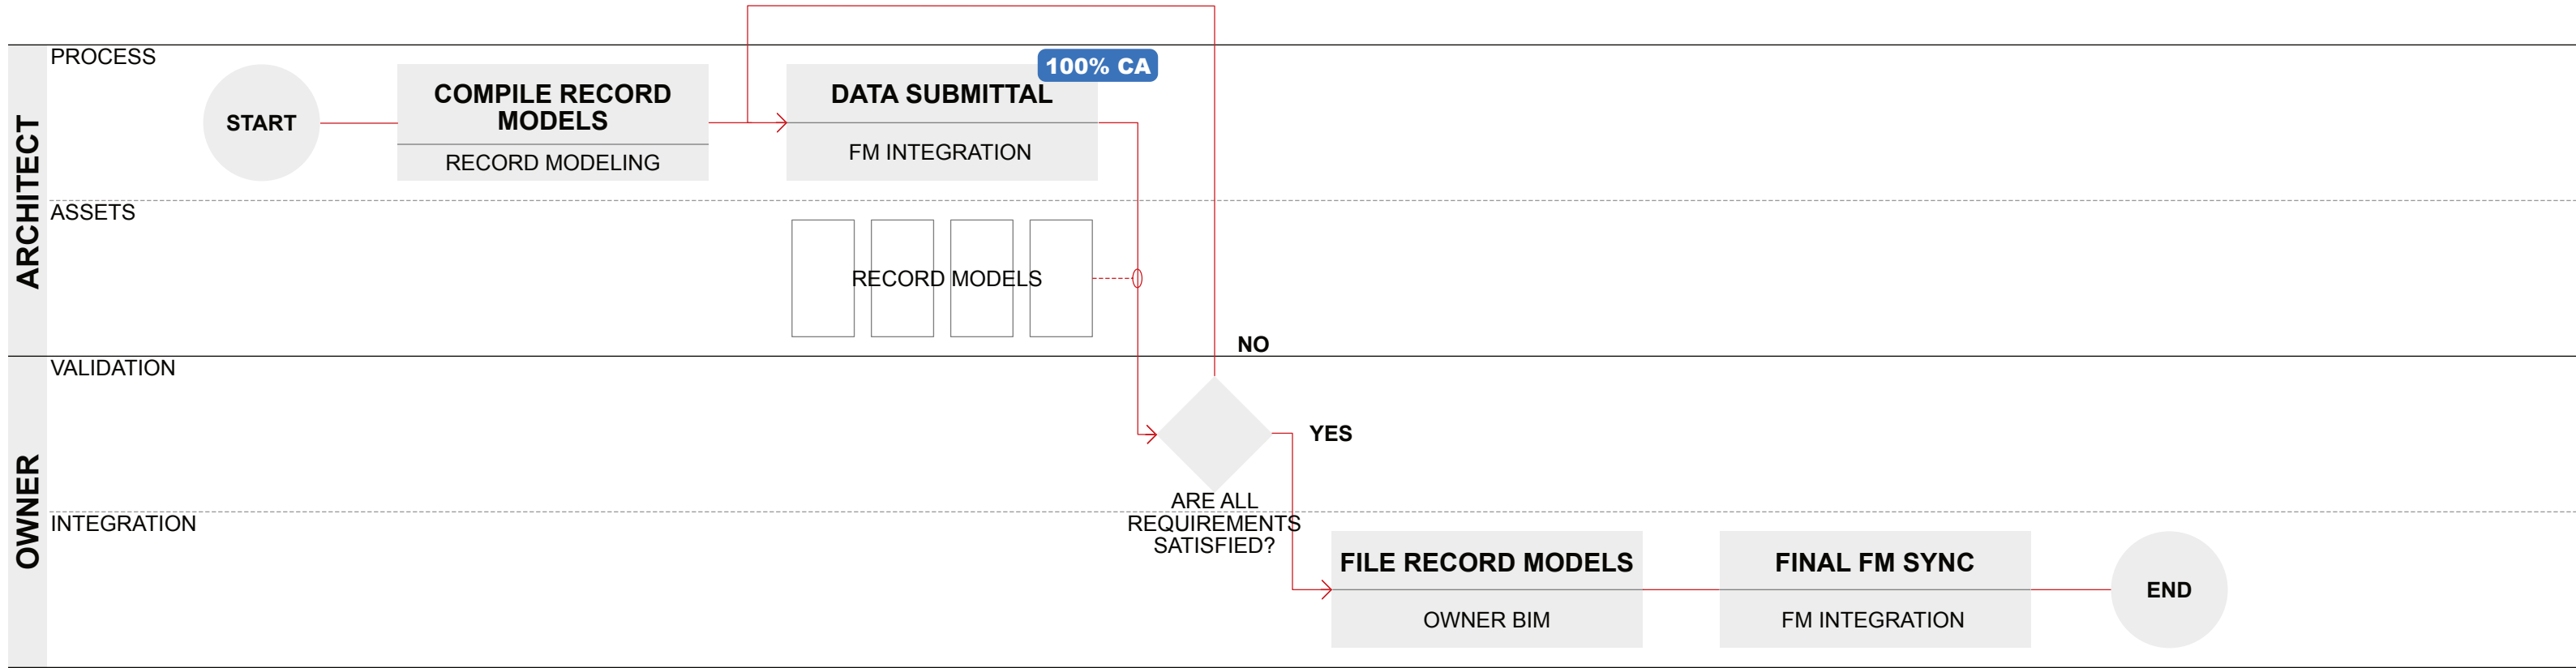 ARCHITECT
PROCESS
START
COMPILE RECORD
MODELS
RECORD MODELING
DATA SUBMITTAL
100% CA
FM INTEGRATION
ASSETS
RECORD MODELS
NO
OWNER
VALIDATION
YES
ARE ALL
REQUIREMENTS
SATISFIED?
INTEGRATION
FILE RECORD MODELS
OWNER BIM
FINAL FM SYNC
FM INTEGRATION
END